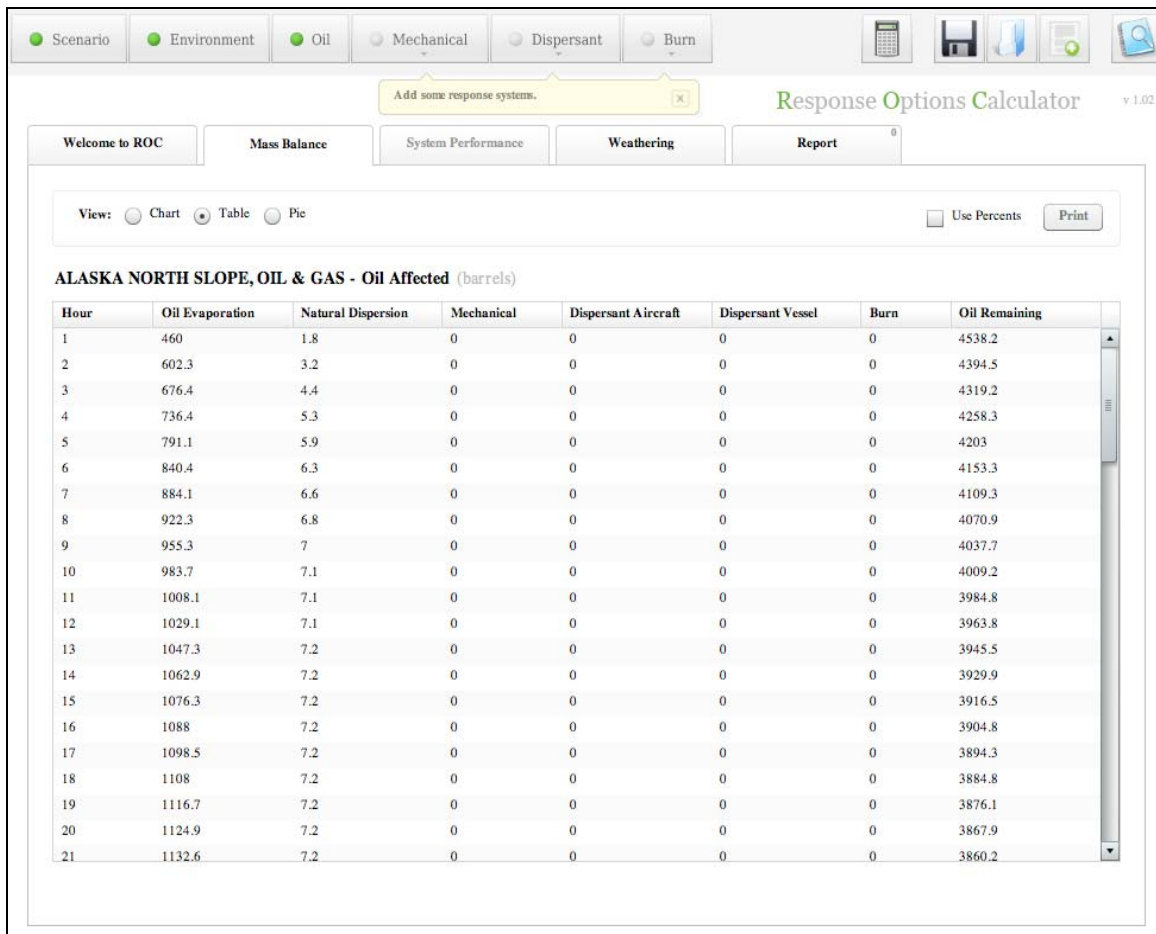 Scenario Environment Oil Mechanical Dispersant Burn
Add some response systems.
Response Options Calculator v 1.02
Welcome to ROC Mass Balance System Performance Weathering Report 0
View: Chart Table Pie Use Percents Print
ALASKA NORTH SLOPE, OIL & GAS - Oil Affected (barrels)
Hour Oil Evaporation Natural Dispersion Mechanical Dispersant Aircraft Dispersant Vessel Burn Oil Remaining
1 460 1.8 0 0 0 0 4538.2
2 602.3 3.2 0 0 0 0 4394.5
3 676.4 4.4 0 0 0 0 4319.2
4 736.4 5.3 0 0 0 0 4258.3
5 791.1 5.9 0 0 0 0 4203
6 840.4 6.3 0 0 0 0 4153.3
7 884.1 6.6 0 0 0 0 4109.3
8 922.3 6.8 0 0 0 0 4070.9
9 955.3 7 0 0 0 0 4037.7
10 983.7 7.1 0 0 0 0 4009.2
11 1008.1 7.1 0 0 0 0 3984.8
12 1029.1 7.1 0 0 0 0 3963.8
13 1047.3 7.2 0 0 0 0 3945.5
14 1062.9 7.2 0 0 0 0 3929.9
15 1076.3 7.2 0 0 0 0 3916.5
16 1088 7.2 0 0 0 0 3904.8
17 1098.5 7.2 0 0 0 0 3894.3
18 1108 7.2 0 0 0 0 3884.8
19 1116.7 7.2 0 0 0 0 3876.1
20 1124.9 7.2 0 0 0 0 3867.9
21 1132.6 7.2 0 0 0 0 3860.2